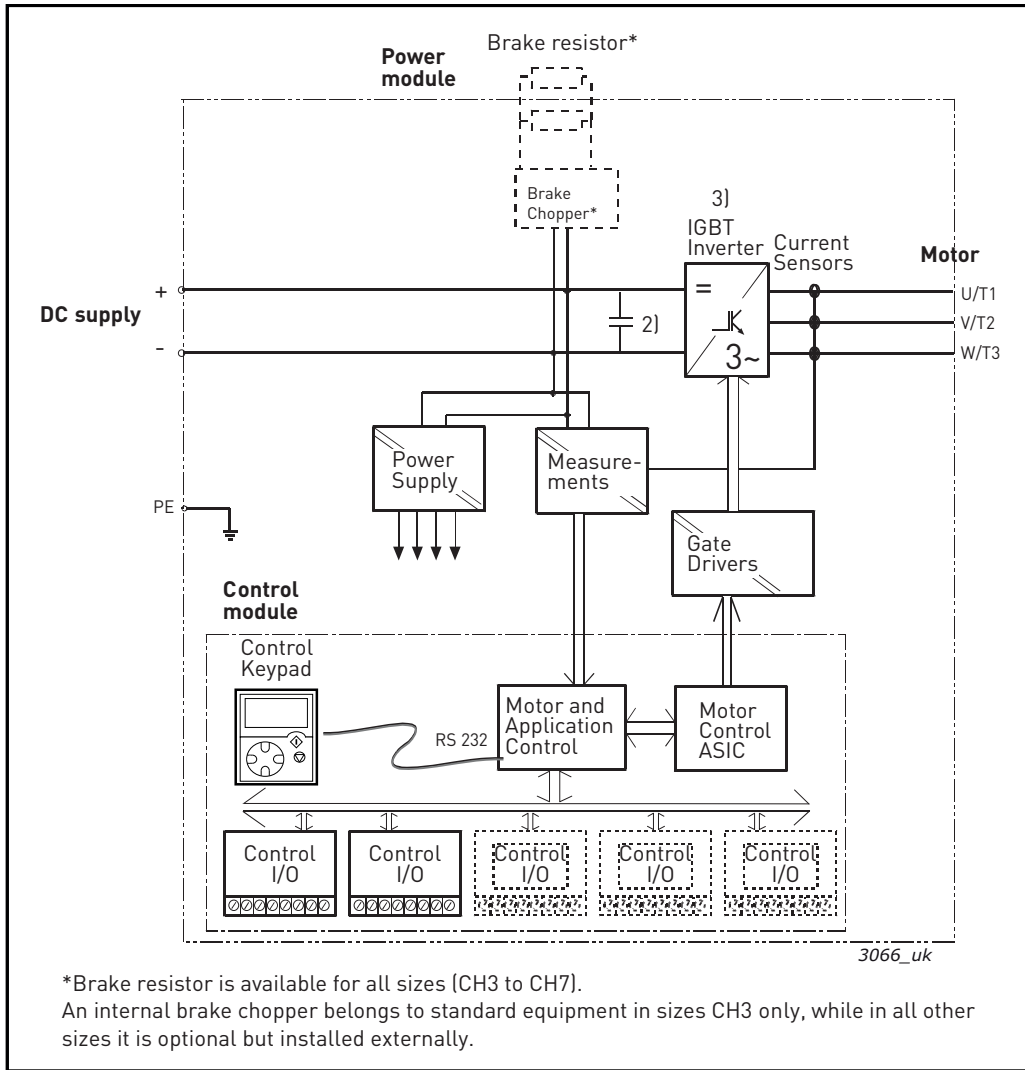 Brake resistor*
Power
module
Brake
Chopper*
3)
IGBT
Inverter
Current
Sensors
Motor
+
DC supply
-
=
3~
2)
U/T1
V/T2
W/T3
Power
Supply
Measure-
ments
PE
Gate
Drivers
Control
module
Control
Keypad
RS 232
Motor and
Application
Control
Motor
Control
ASIC
Control
I/O
Control
I/O
Control
I/O
Control
I/O
Control
I/O
3066_uk
*Brake resistor is available for all sizes (CH3 to CH7).
An internal brake chopper belongs to standard equipment in sizes CH3 only, while in all other
sizes it is optional but installed externally.